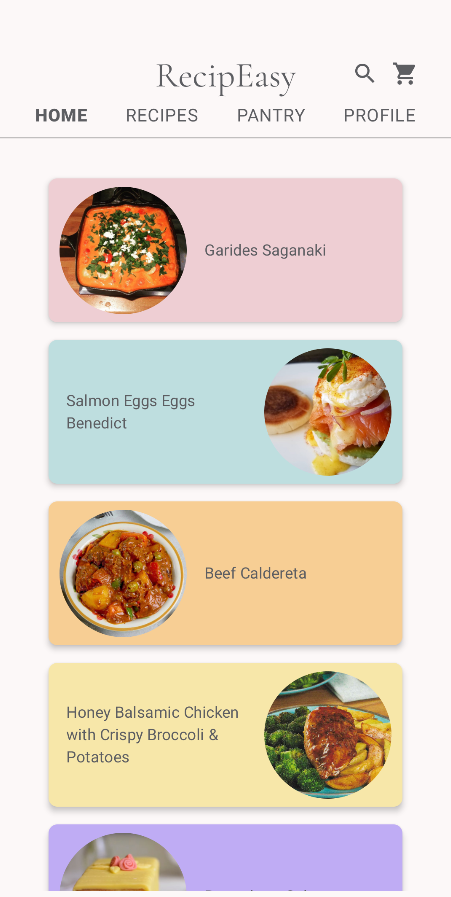 RecipEasy
HOME RECIPES PANTRY PROFILE
Garides Saganaki
Salmon Eggs Eggs
Benedict
Beef Caldereta
Honey Balsamic Chicken
with Crispy Broccoli &
Potatoes